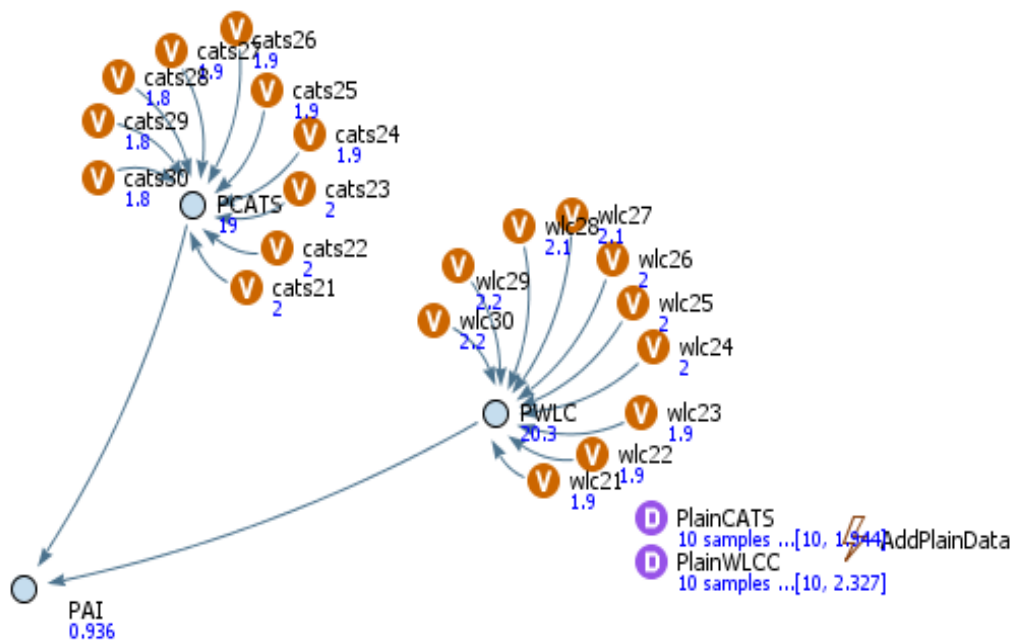 V cats26
1.9
V cats27
1.9
V cats28
1.8
V cats25
1.9
V cats29
1.8
V cats24
1.9
V cats30
1.8
V cats23
2
PCATS
19
V cats22
2
V cats21
2
V wlc27
2.1
V wlc28
2.1
V wlc26
2
V wlc29
2.2
V wlc25
2
V wlc30
2.2
V wlc24
2
PWLC
20.3
V wlc23
1.9
V wlc22
1.9
V wlc21
1.9
D PlainCATS
10 samples ...[10, 1.944]
AddPlainData
D PlainWLCC
10 samples ...[10, 2.327]
PAI
0.936